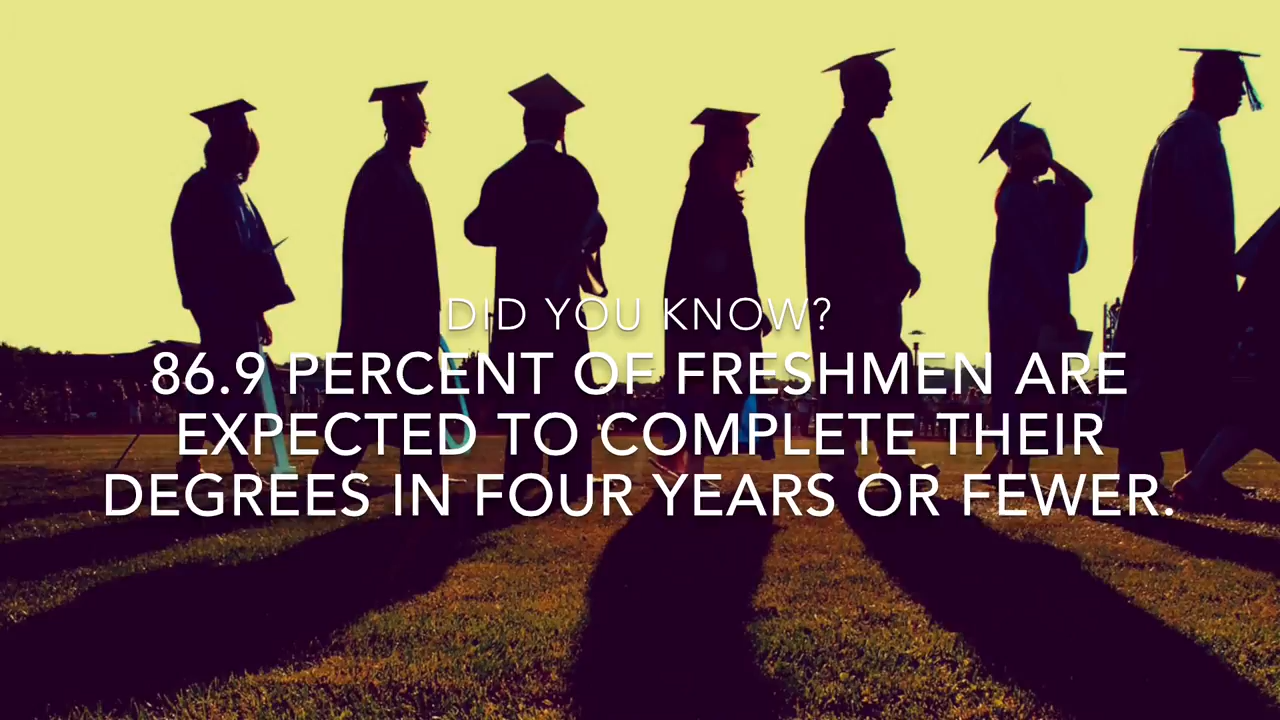 DID YOU KNOW?
86.9 PERCENT OF FRESHMEN ARE
EXPECTED TO COMPLETE THEIR
DEGREES IN FOUR YEARS OR FEWER.